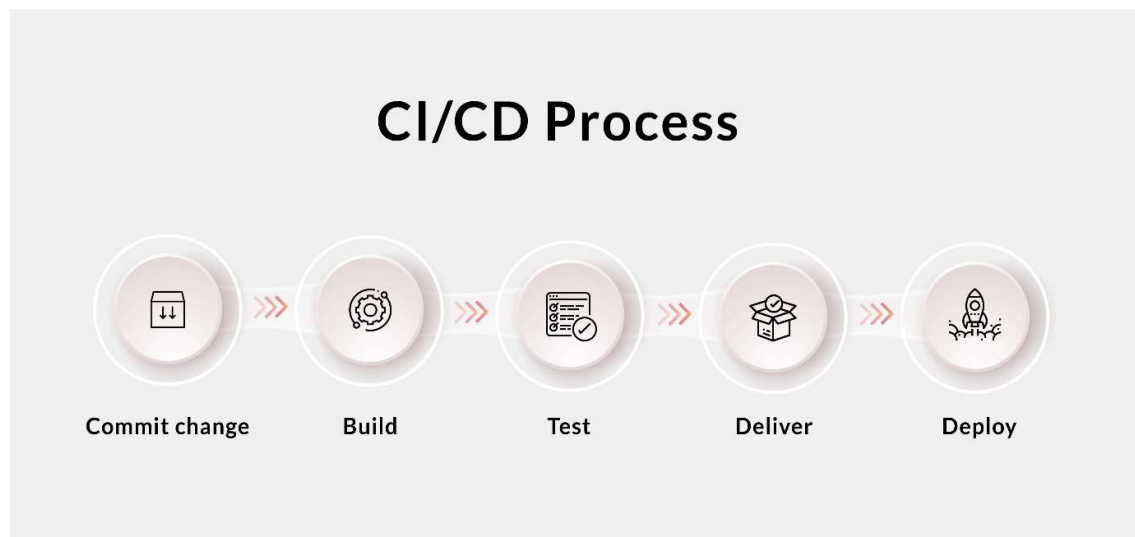 CI/CD Process
Commit change
Build
Test
Deliver
Deploy